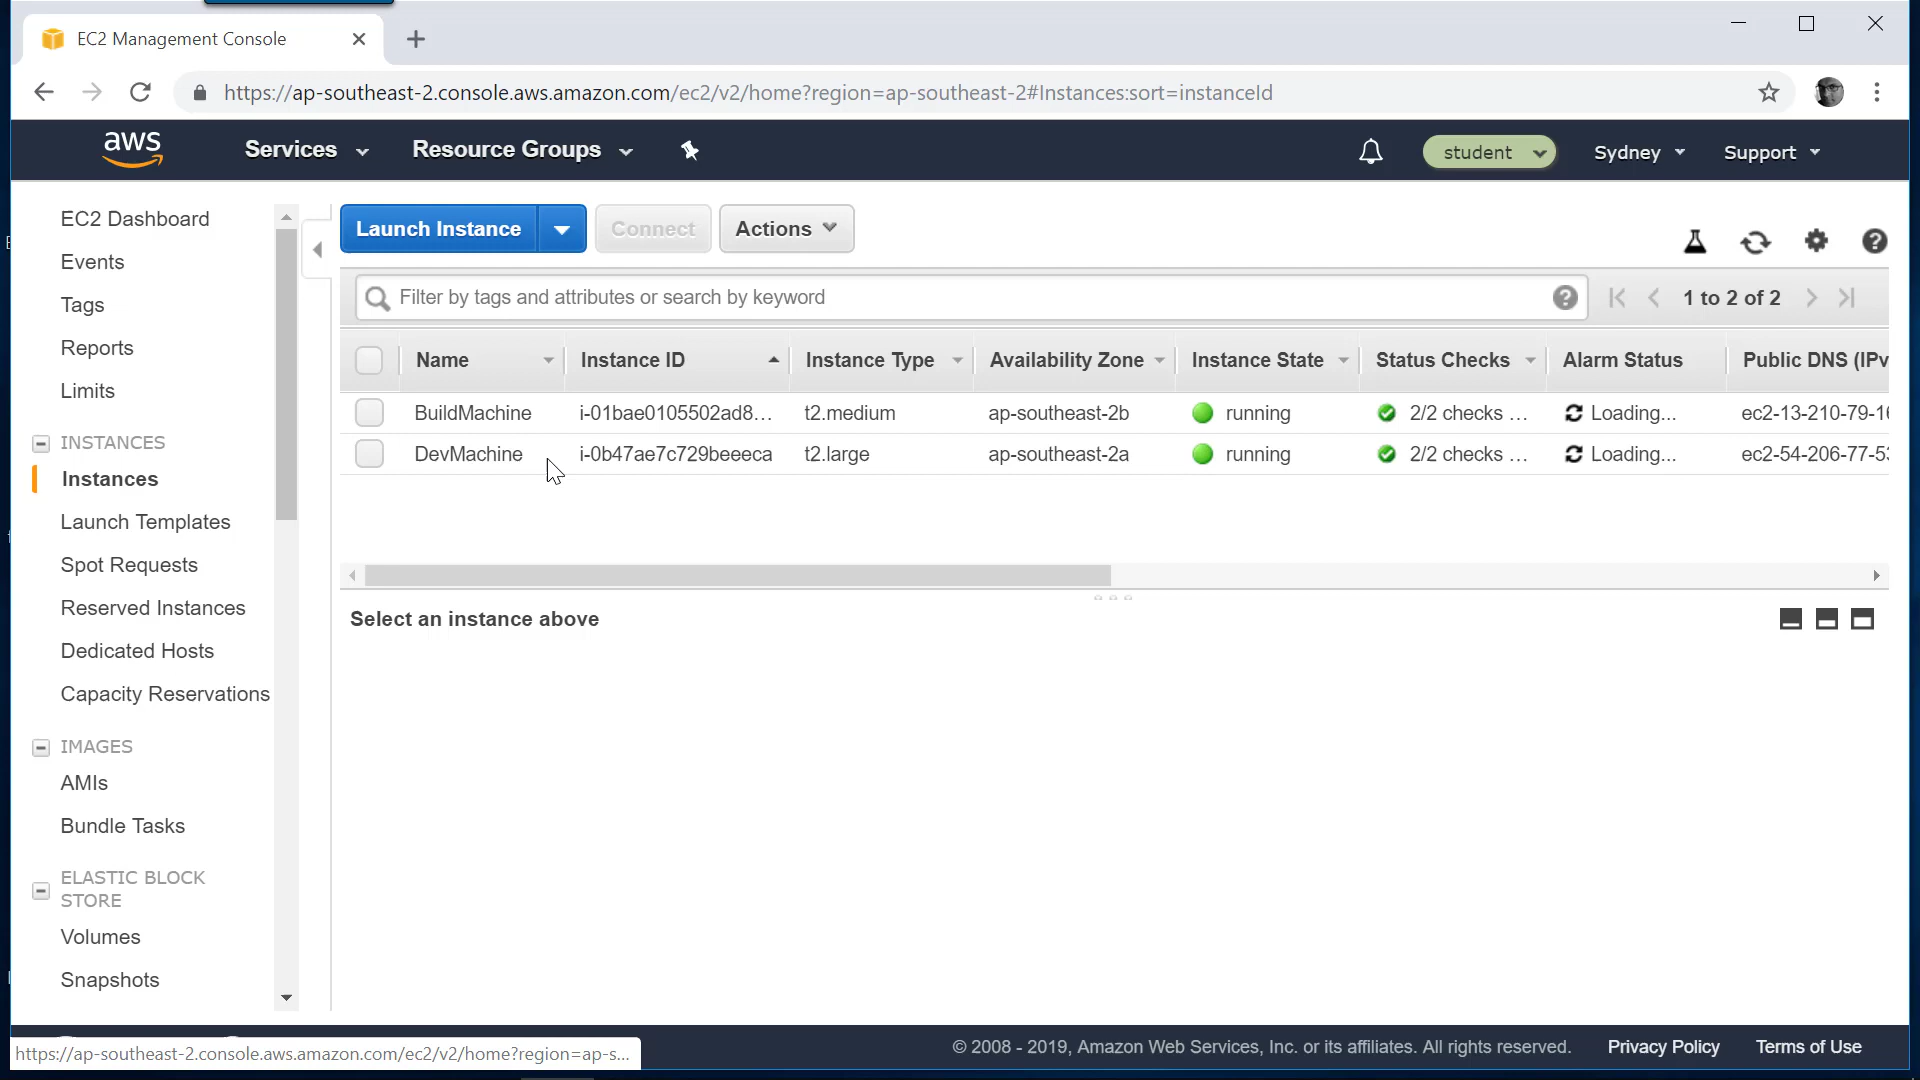 EC2 Management Console
https://ap-southeast-2.console.aws.amazon.com/ec2/v2/home?region=ap-southeast-2#Instances:sort=instanceId
aws Services Resource Groups student Sydney Support
EC2 Dashboard
Events
Tags
Reports
Limits
INSTANCES
Instances
Launch Templates
Spot Requests
Reserved Instances
Dedicated Hosts
Capacity Reservations
IMAGES
AMIs
Bundle Tasks
ELASTIC BLOCK
STORE
Volumes
Snapshots
Launch Instance Connect Actions
Filter by tags and attributes or search by keyword 1 to 2 of 2
Name Instance ID Instance Type Availability Zone Instance State Status Checks Alarm Status Public DNS (IPv
BuildMachine i-01bae0105502ad8... t2.medium ap-southeast-2b running 2/2 checks ... Loading... ec2-13-210-79-16
DevMachine i-0b47ae7c729beeeca t2.large ap-southeast-2a running 2/2 checks ... Loading... ec2-54-206-77-53
Select an instance above
https://ap-southeast-2.console.aws.amazon.com/ec2/v2/home?region=ap-s...
© 2008 - 2019, Amazon Web Services, Inc. or its affiliates. All rights reserved. Privacy Policy Terms of Use